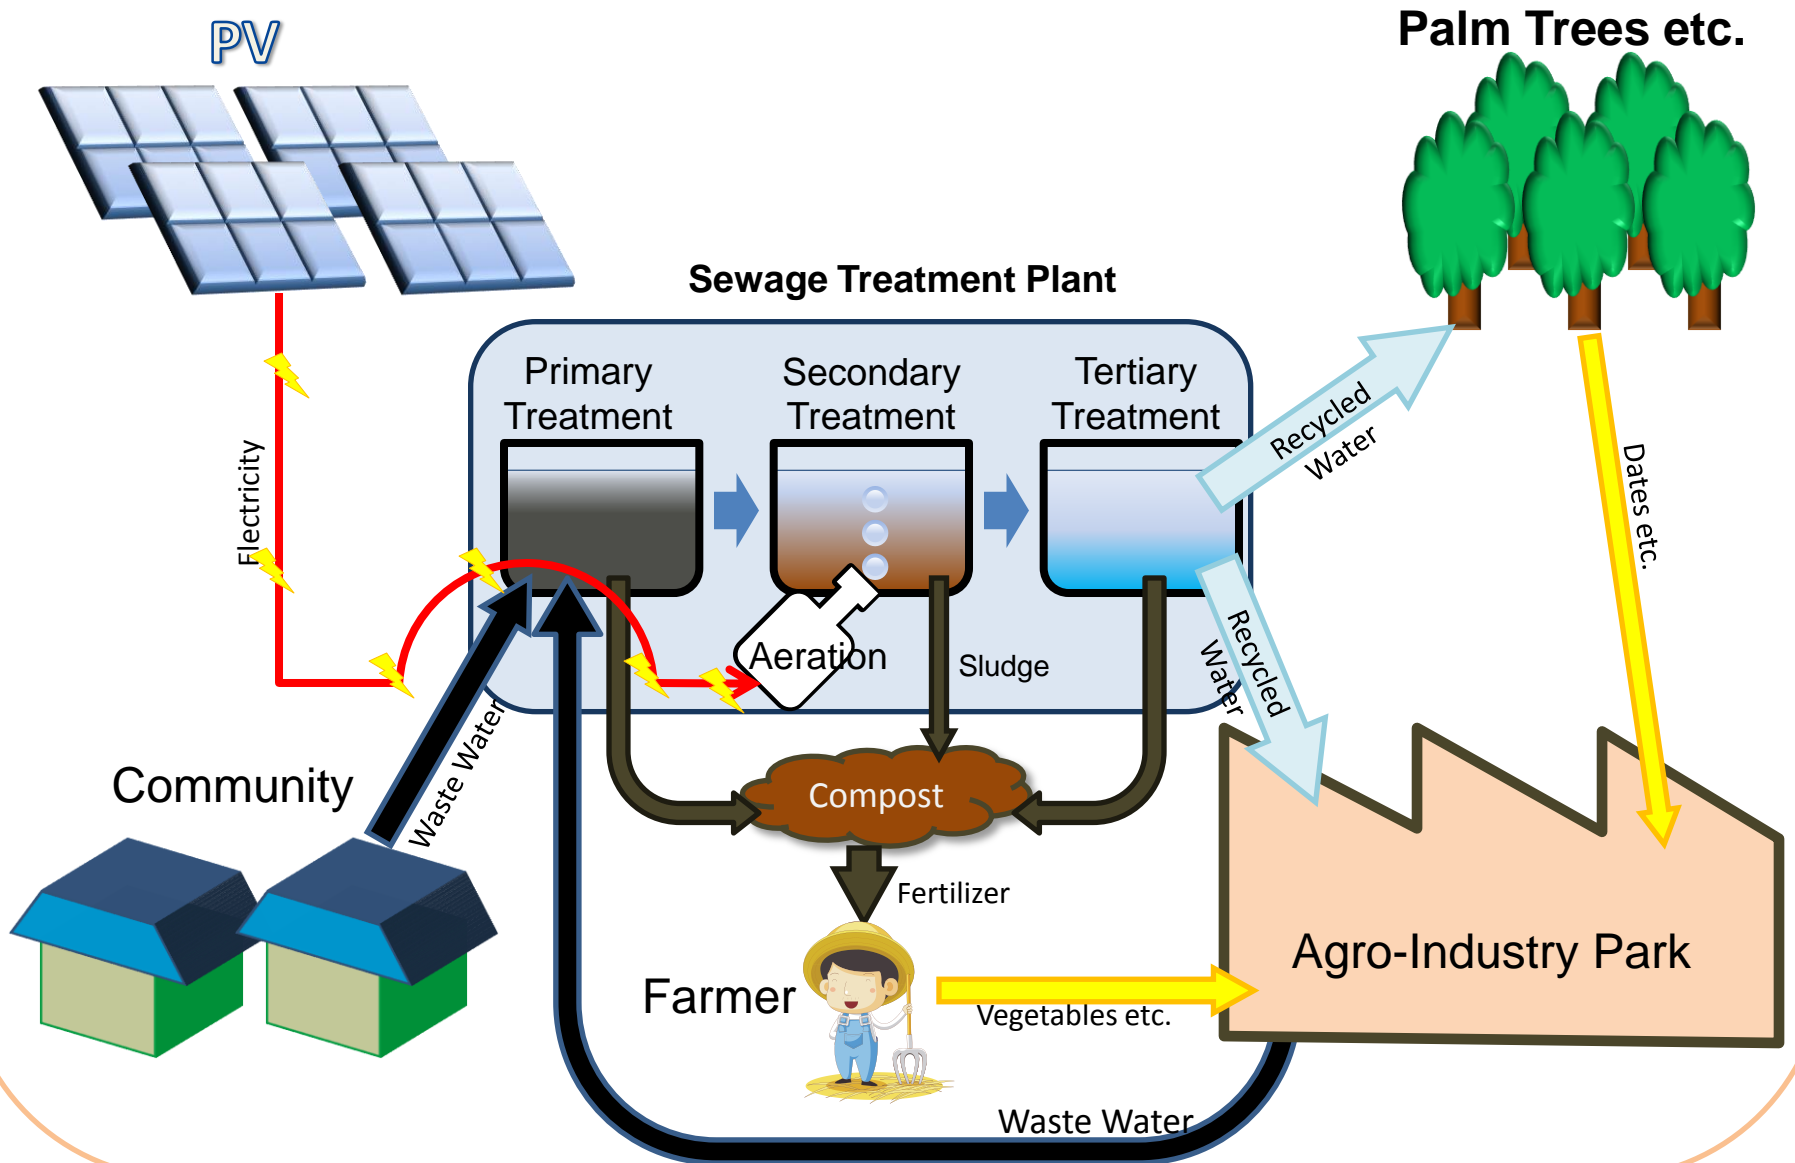 PV
Palm Trees etc.
Sewage Treatment Plant
Primary
Treatment
Secondary
Treatment
Tertiary
Treatment
Recycled
Water
Electricity
Dates etc.
Aeration
Sludge
Recycled
Water
Waste Water
Community
Compost
Fertilizer
Agro-Industry Park
Farmer
Vegetables etc.
Waste Water